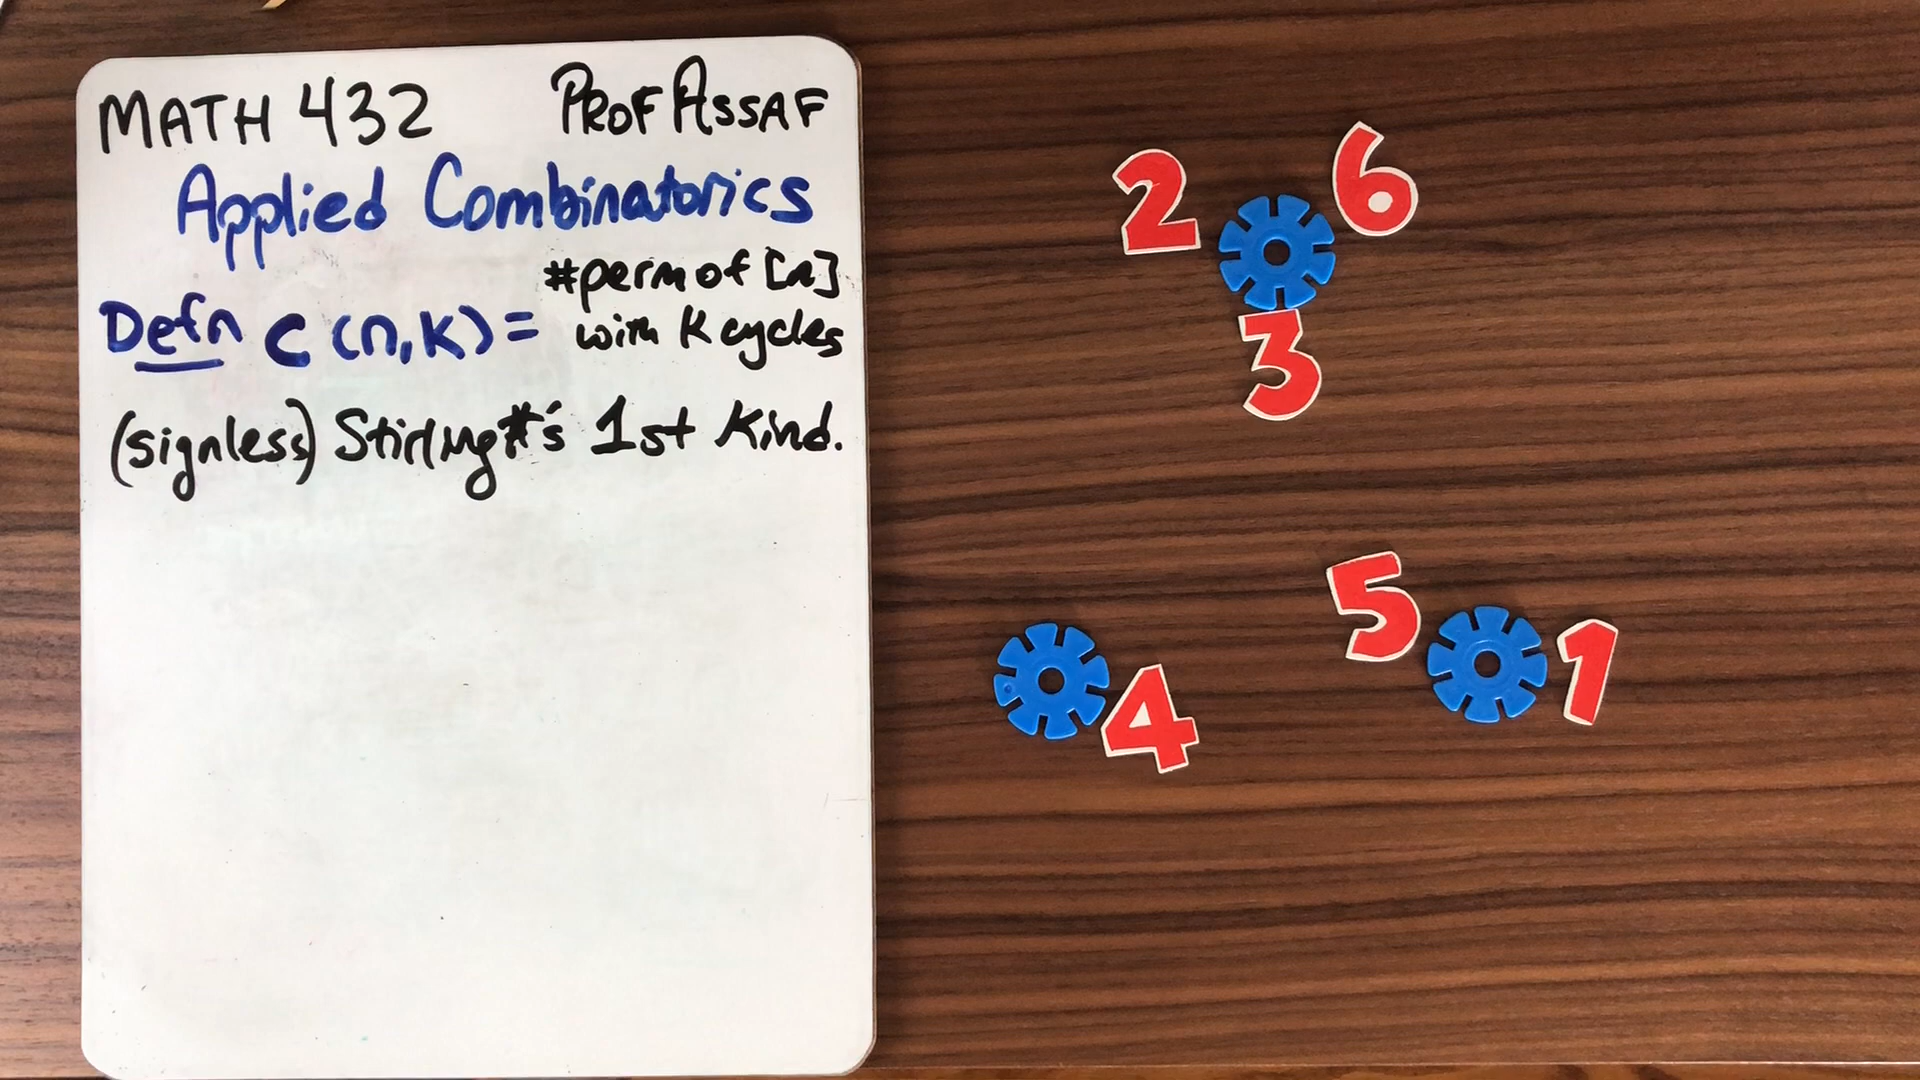 MATH 432 PROF ASSAF
Applied Combinatorics
#perm of [n]
Defn c(n,k) = with k cycles
(signless) Stirling #'s 1st Kind.
2 6
3
5 1
4